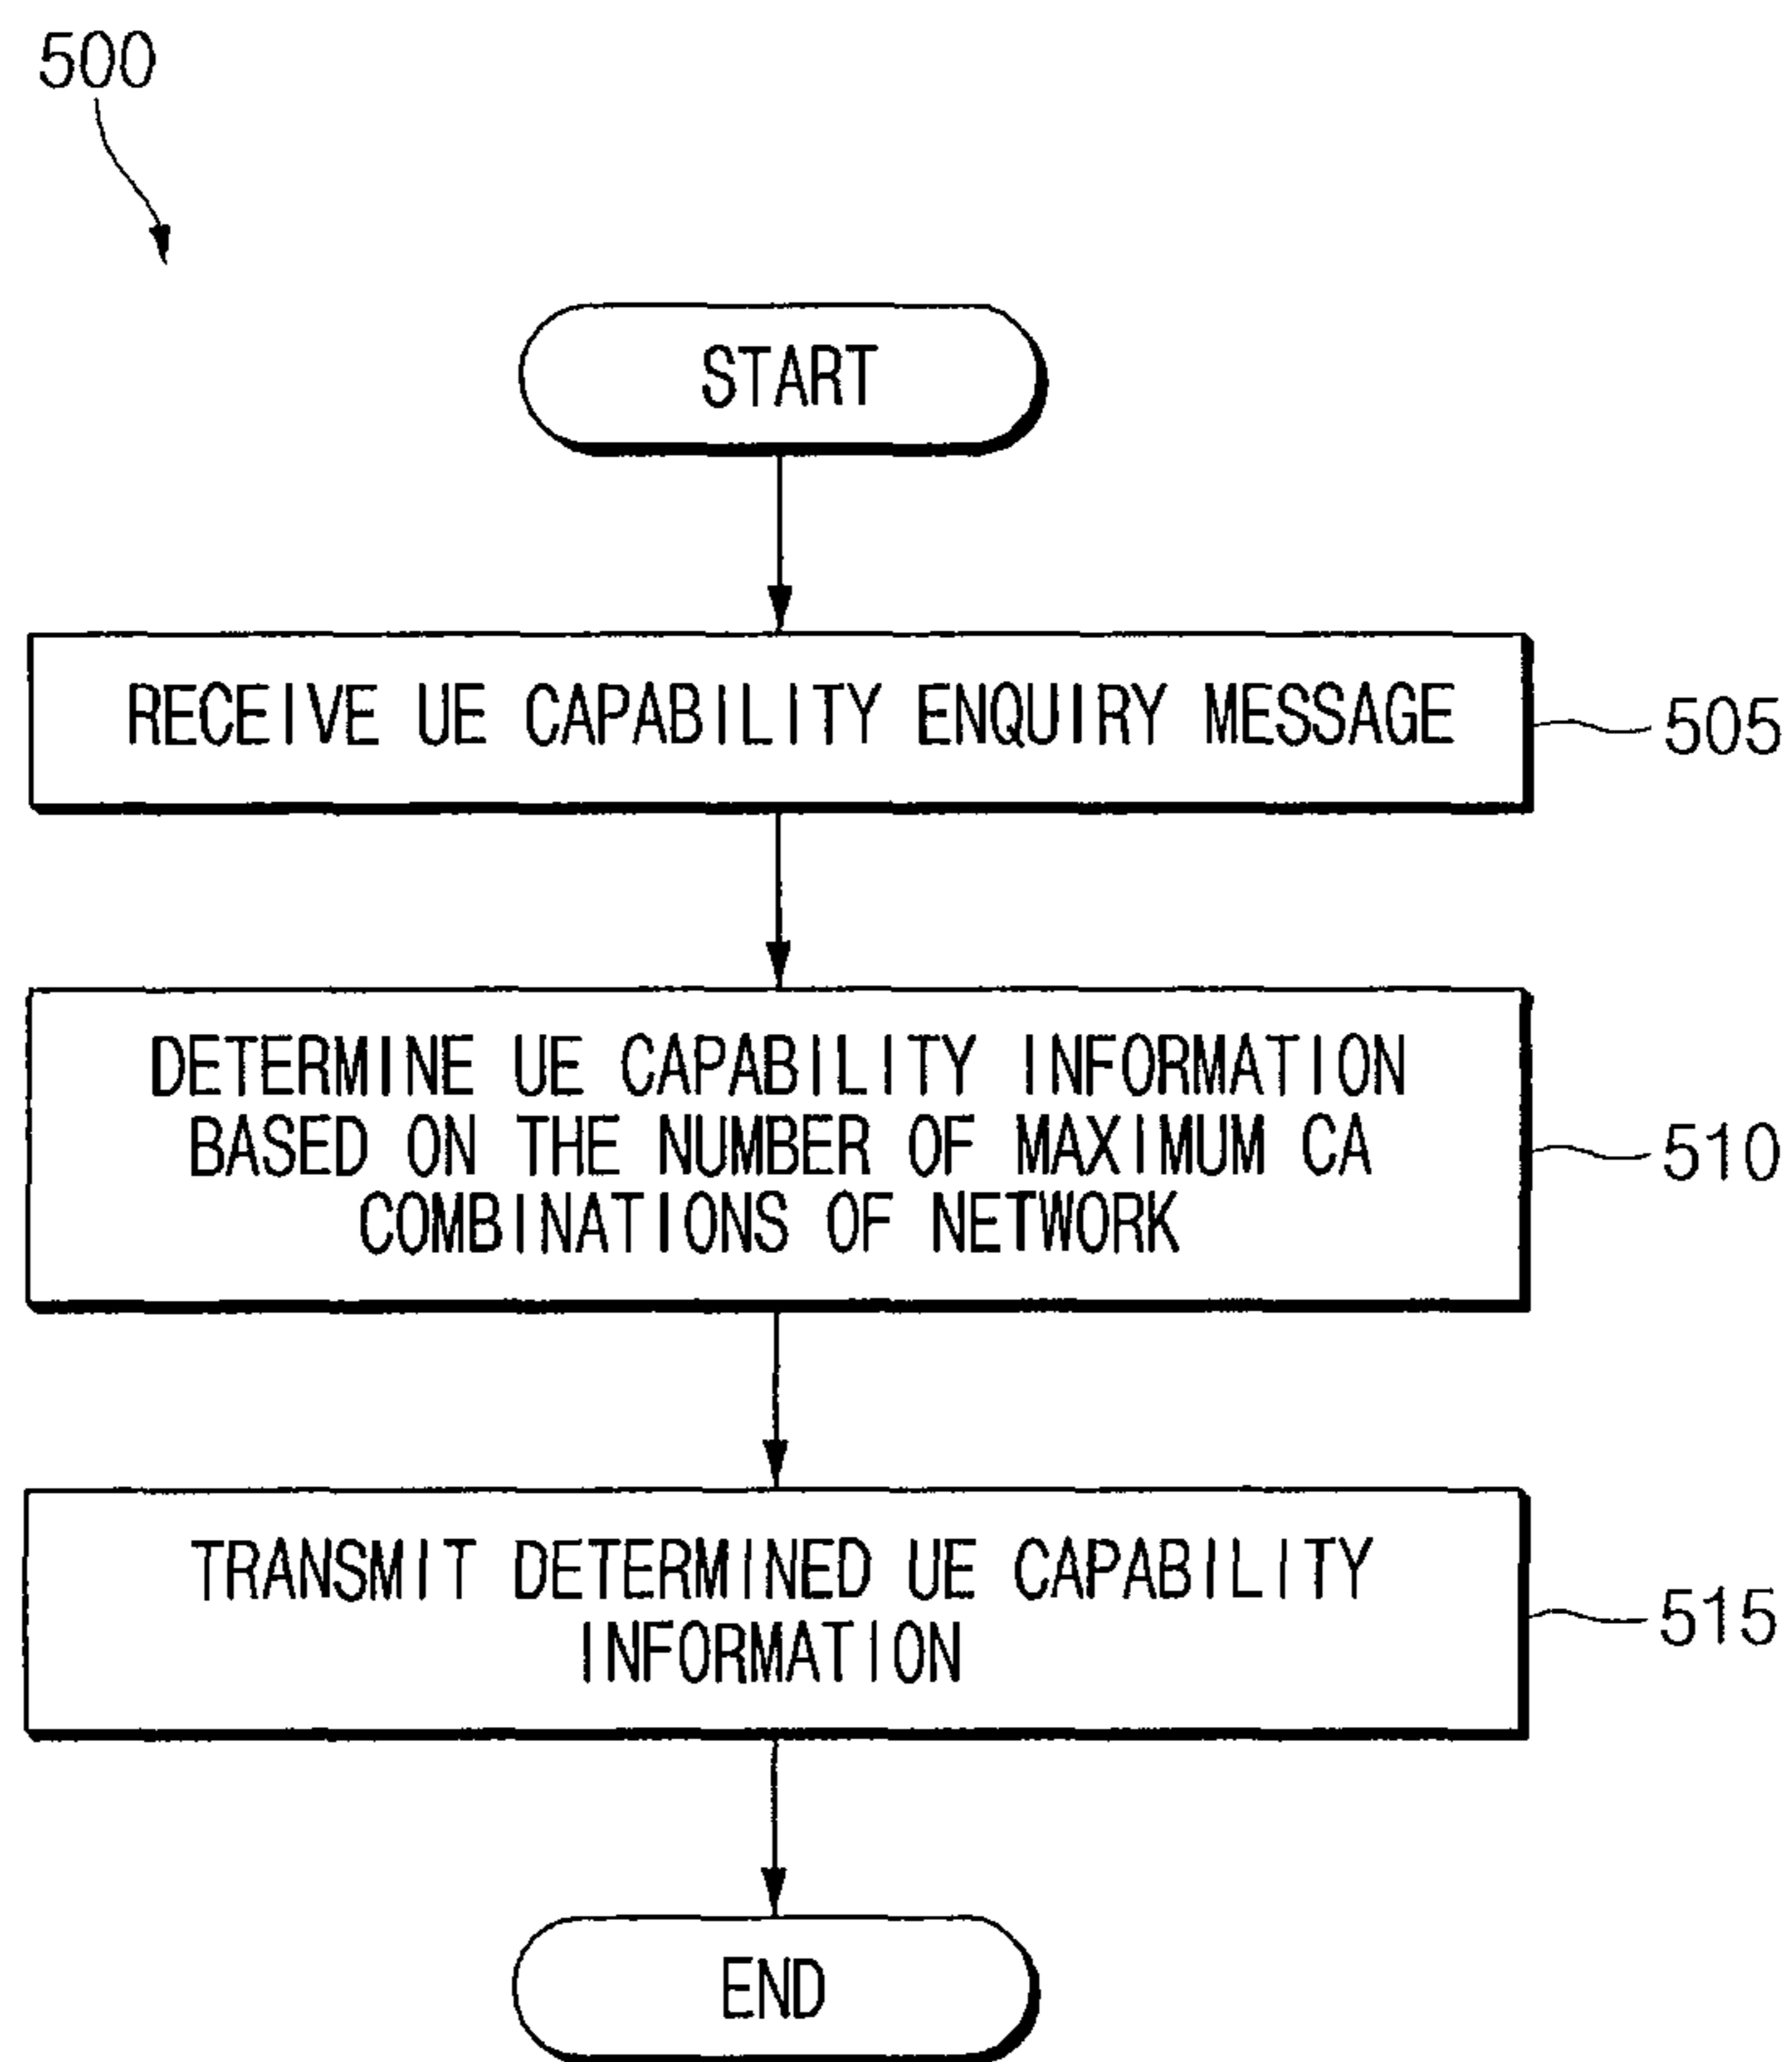 500
START
RECEIVE UE CAPABILITY ENQUIRY MESSAGE
505
DETERMINE UE CAPABILITY INFORMATION
BASED ON THE NUMBER OF MAXIMUM CA
COMBINATIONS OF NETWORK
510
TRANSMIT DETERMINED UE CAPABILITY
INFORMATION
515
END